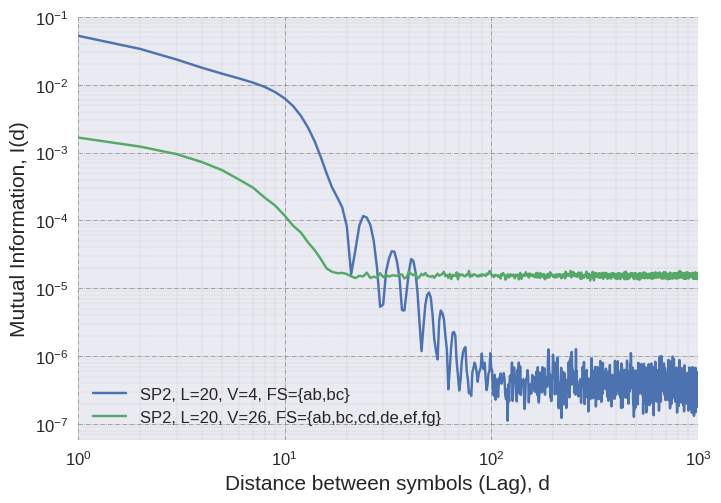 10⁻¹
10⁻²
10⁻³
10⁻⁴
10⁻⁵
10⁻⁶
10⁻⁷
Mutual Information, I(d)
SP2, L=20, V=4, FS={ab,bc}
SP2, L=20, V=26, FS={ab,bc,cd,de,ef,fg}
10⁰ 10¹ 10² 10³
Distance between symbols (Lag), d